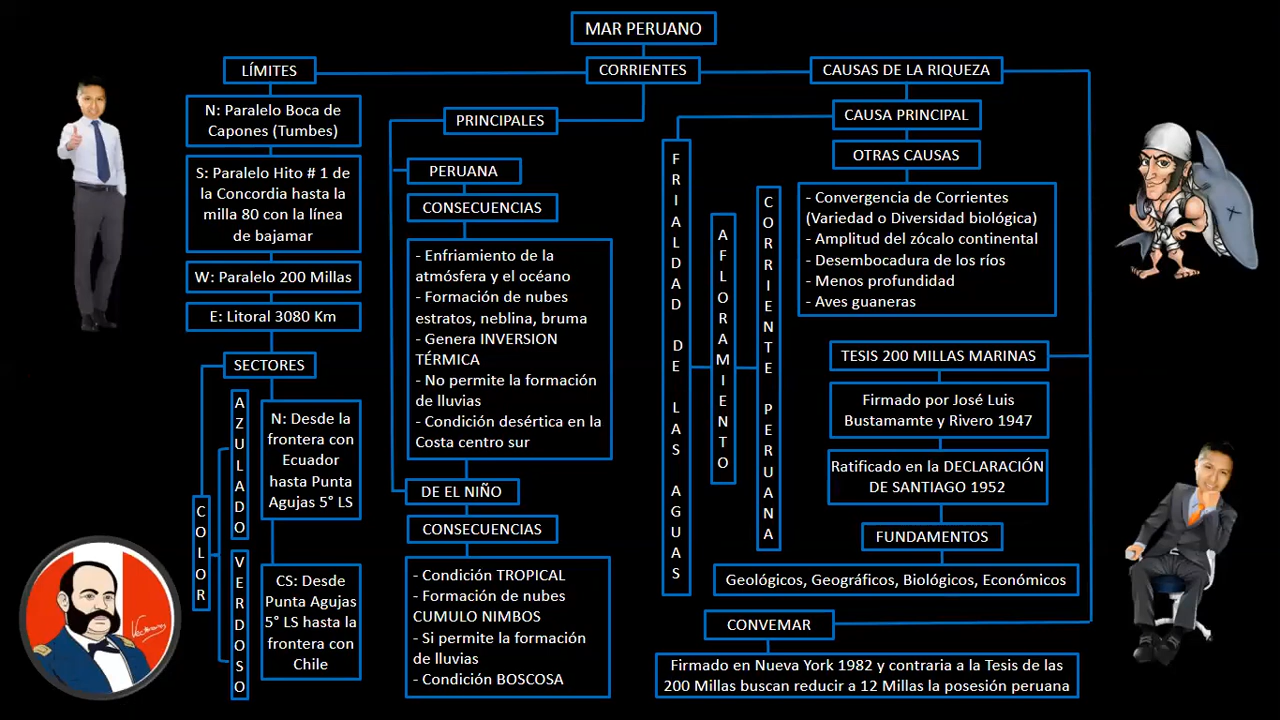 MAR PERUANO
LÍMITES
N: Paralelo Boca de
Capones (Tumbes)
S: Paralelo Hito # 1 de
la Concordia hasta la
milla 80 con la línea
de bajamar
W: Paralelo 200 Millas
E: Litoral 3080 Km
SECTORES
COLOR
AZULADO
N: Desde la
frontera con
Ecuador
hasta Punta
Agujas 5° LS
VERDOSO
CS: Desde
Punta Agujas
5° LS hasta la
frontera con
Chile
CORRIENTES
PRINCIPALES
PERUANA
CONSECUENCIAS
- Enfriamiento de la
atmósfera y el océano
- Formación de nubes
estratos, neblina, bruma
- Genera INVERSION
TÉRMICA
- No permite la formación
de lluvias
- Condición desértica en la
Costa centro sur
DE EL NIÑO
CONSECUENCIAS
- Condición TROPICAL
- Formación de nubes
CUMULO NIMBOS
- Si permite la formación
de lluvias
- Condición BOSCOSA
CAUSAS DE LA RIQUEZA
CAUSA PRINCIPAL
FRIALDAD DE LAS AGUAS
AFLORAMIENTO
CORRIENTE PERUANA
OTRAS CAUSAS
- Convergencia de Corrientes
(Variedad o Diversidad biológica)
- Amplitud del zócalo continental
- Desembocadura de los ríos
- Menos profundidad
- Aves guaneras
TESIS 200 MILLAS MARINAS
Firmado por José Luis
Bustamamte y Rivero 1947
Ratificado en la DECLARACIÓN
DE SANTIAGO 1952
FUNDAMENTOS
Geológicos, Geográficos, Biológicos, Económicos
CONVEMAR
Firmado en Nueva York 1982 y contraria a la Tesis de las
200 Millas buscan reducir a 12 Millas la posesión peruana